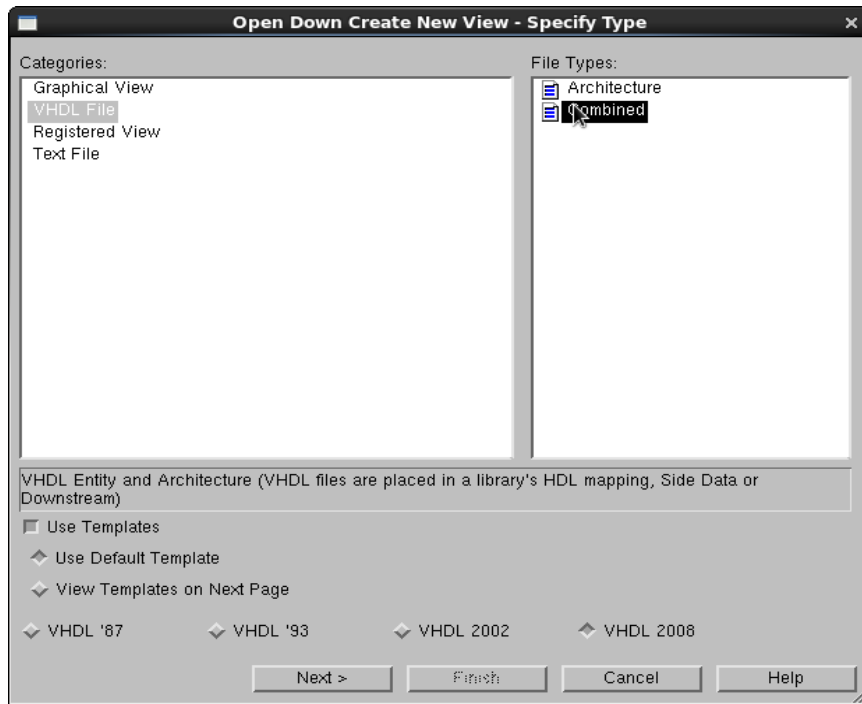 Open Down Create New View - Specify Type
Categories:
Graphical View
VHDL File
Registered View
Text File
File Types:
Architecture
Combined
VHDL Entity and Architecture (VHDL files are placed in a library's HDL mapping, Side Data or
Downstream)
Use Templates
Use Default Template
View Templates on Next Page
VHDL '87 VHDL '93 VHDL 2002 VHDL 2008
Next > Finish Cancel Help